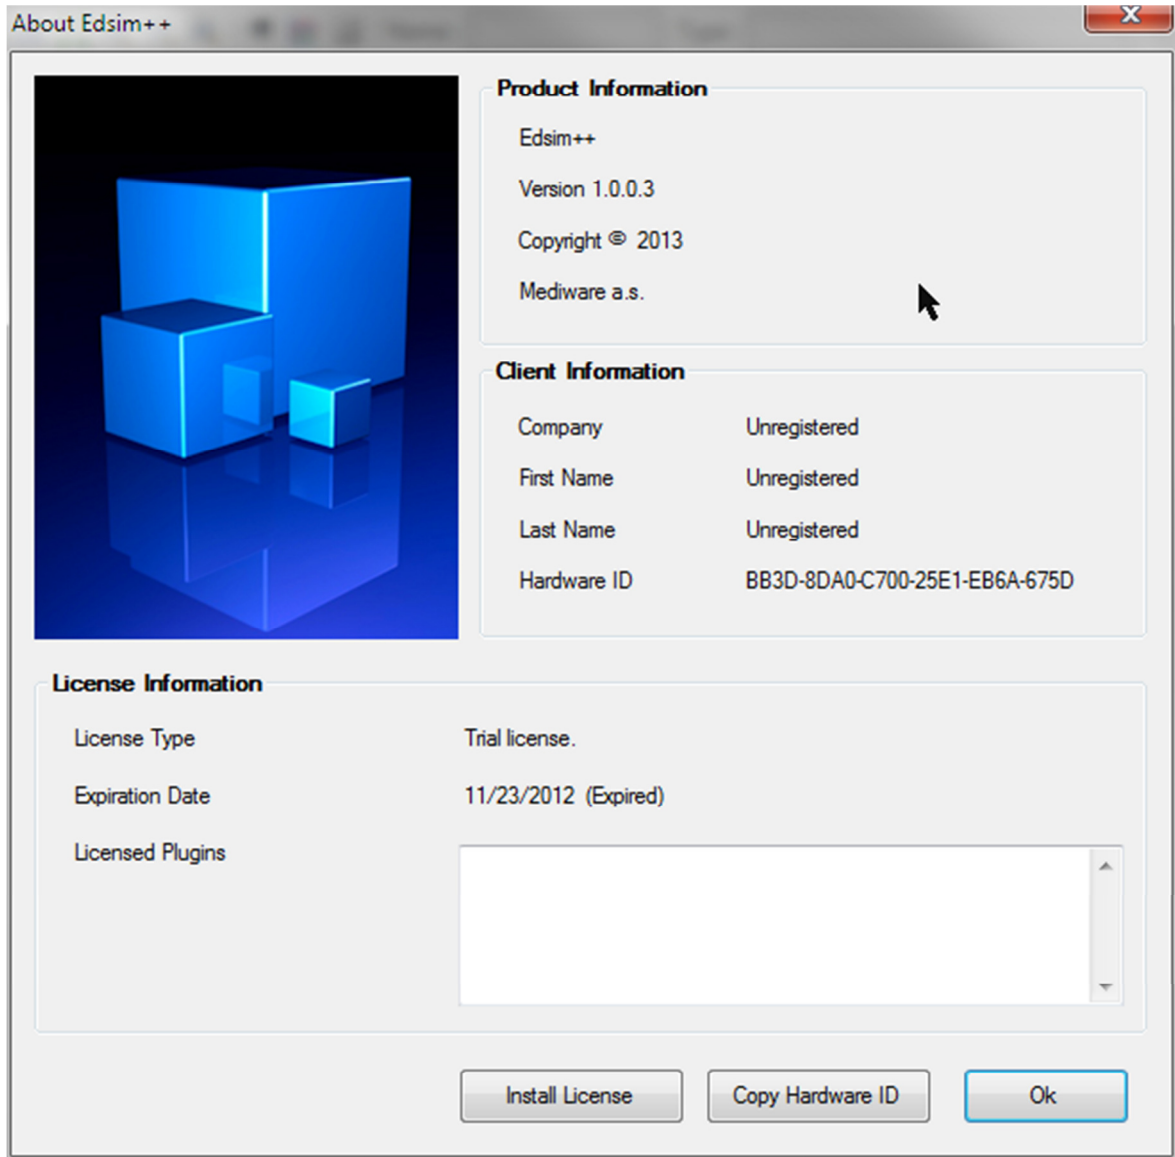 About Edsim++
Product Information
Edsim++
Version 1.0.0.3
Copyright © 2013
Mediware a.s.
Client Information
Company Unregistered
First Name Unregistered
Last Name Unregistered
Hardware ID BB3D-8DA0-C700-25E1-EB6A-675D
License Information
License Type Trial license.
Expiration Date 11/23/2012 (Expired)
Licensed Plugins
Install License Copy Hardware ID Ok